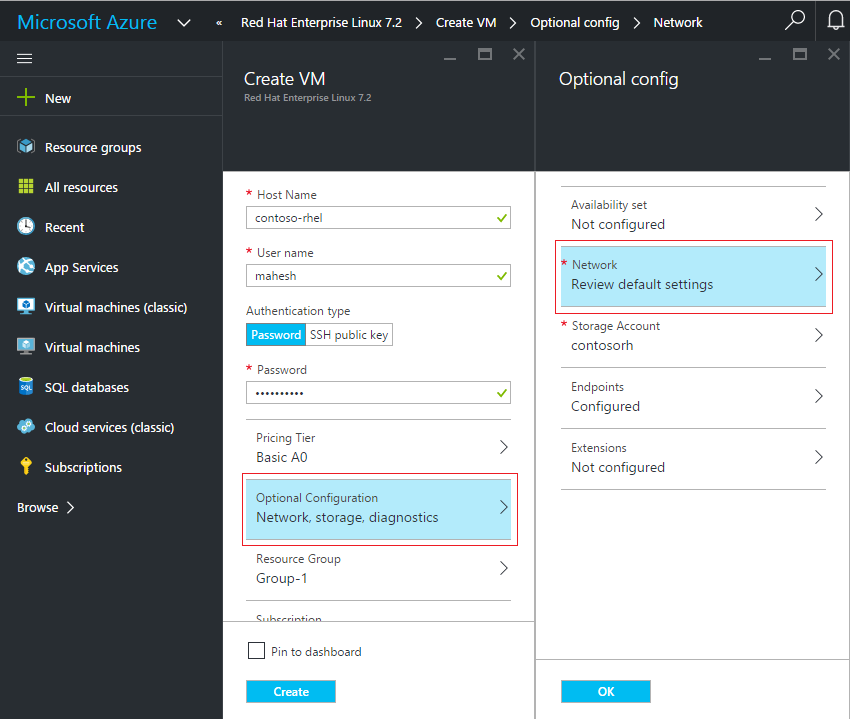 Microsoft Azure
« Red Hat Enterprise Linux 7.2 > Create VM > Optional config > Network
New
Resource groups
All resources
Recent
App Services
Virtual machines (classic)
Virtual machines
SQL databases
Cloud services (classic)
Subscriptions
Browse >
Create VM
Red Hat Enterprise Linux 7.2
* Host Name
contoso-rhel
* User name
mahesh
Authentication type
Password SSH public key
* Password
••••••••••
Pricing Tier
Basic A0
Optional Configuration
Network, storage, diagnostics
Resource Group
Group-1
Subscription
Pin to dashboard
Create
Optional config
Availability set
Not configured
* Network
Review default settings
* Storage Account
contosorh
Endpoints
Configured
Extensions
Not configured
OK